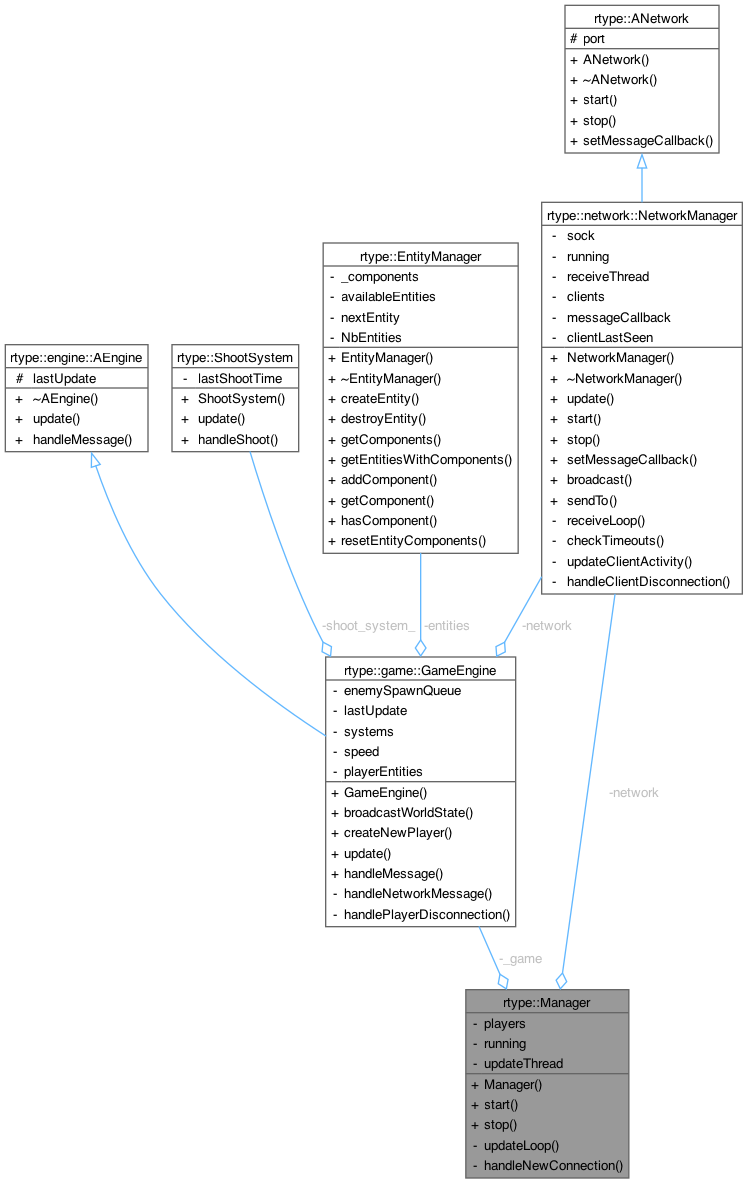 rtype::ANetwork
# port
+ ANetwork()
+ ~ANetwork()
+ start()
+ stop()
+ setMessageCallback()
rtype::network::NetworkManager
- sock
- running
- receiveThread
- clients
- messageCallback
- clientLastSeen
+ NetworkManager()
+ ~NetworkManager()
+ update()
+ start()
+ stop()
+ setMessageCallback()
+ broadcast()
+ sendTo()
- receiveLoop()
- checkTimeouts()
- updateClientActivity()
- handleClientDisconnection()
rtype::EntityManager
- _components
- availableEntities
- nextEntity
- NbEntities
+ EntityManager()
+ ~EntityManager()
+ createEntity()
+ destroyEntity()
+ getComponents()
+ getEntitiesWithComponents()
+ addComponent()
+ getComponent()
+ hasComponent()
+ resetEntityComponents()
rtype::engine::AEngine
# lastUpdate
+ ~AEngine()
+ update()
+ handleMessage()
rtype::ShootSystem
- lastShootTime
+ ShootSystem()
+ update()
+ handleShoot()
-shoot_system_
-entities
-network
rtype::game::GameEngine
- enemySpawnQueue
- lastUpdate
- systems
- speed
- playerEntities
+ GameEngine()
+ broadcastWorldState()
+ createNewPlayer()
+ update()
+ handleMessage()
- handleNetworkMessage()
- handlePlayerDisconnection()
-network
-_game
rtype::Manager
- players
- running
- updateThread
+ Manager()
+ start()
+ stop()
- updateLoop()
- handleNewConnection()